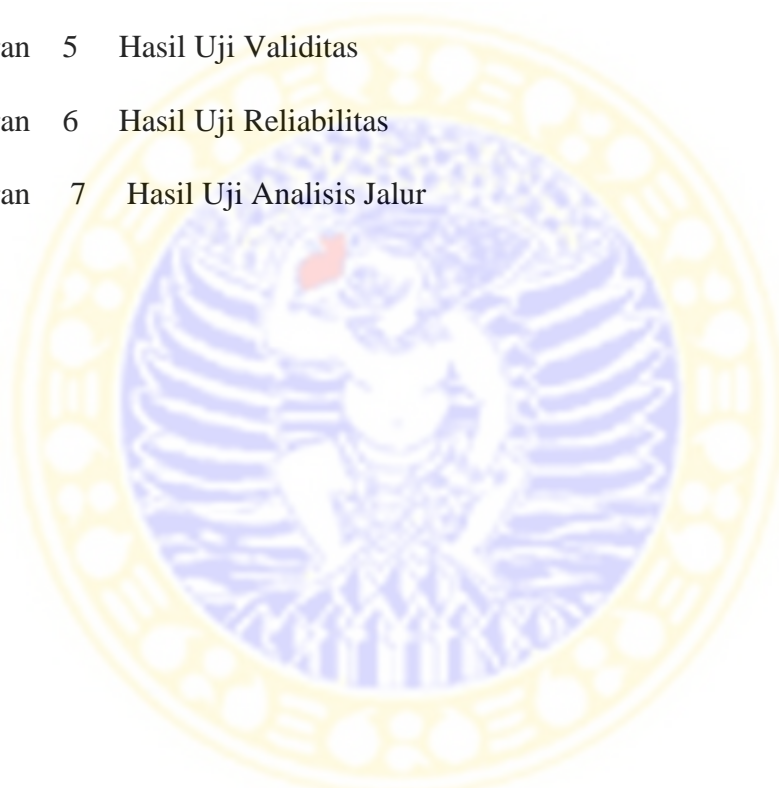 an 5 Hasil Uji Validitas
an 6 Hasil Uji Reliabilitas
an 7 Hasil Uji Analisis Jalur